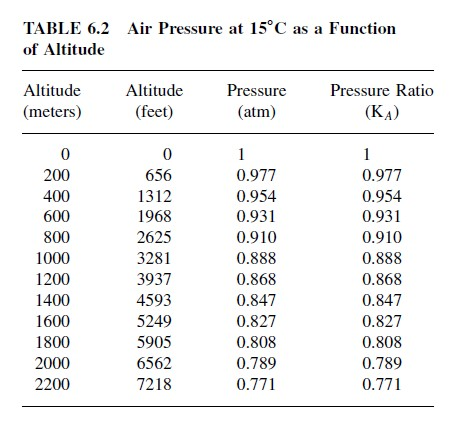 TABLE 6.2 Air Pressure at 15°C as a Function
of Altitude
Altitude Altitude Pressure Pressure Ratio
(meters) (feet) (atm) (KA)
0 0 1 1
200 656 0.977 0.977
400 1312 0.954 0.954
600 1968 0.931 0.931
800 2625 0.910 0.910
1000 3281 0.888 0.888
1200 3937 0.868 0.868
1400 4593 0.847 0.847
1600 5249 0.827 0.827
1800 5905 0.808 0.808
2000 6562 0.789 0.789
2200 7218 0.771 0.771